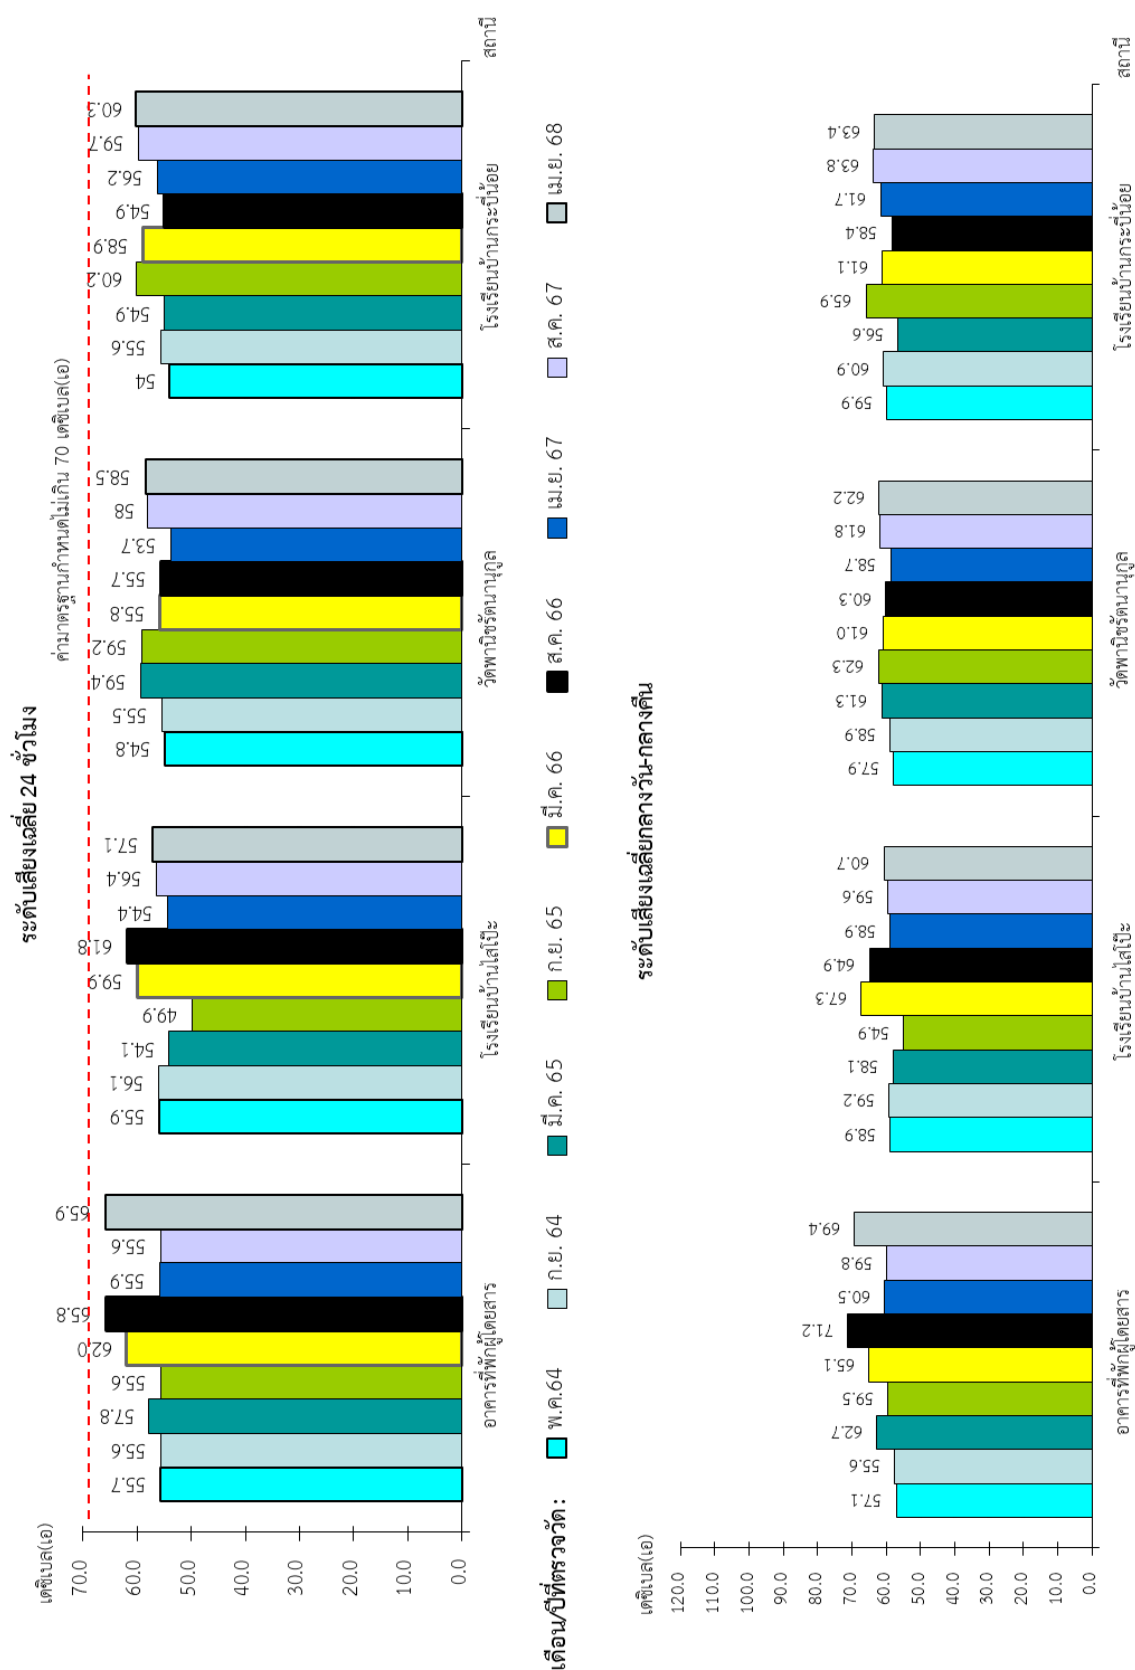 ระดับเสียงเฉลี่ย 24 ชั่วโมง
เดซิเบล(เอ)
ค่ามาตรฐานกำหนดไม่เกิน 70 เดซิเบล(เอ)
70.0
60.0
50.0
40.0
30.0
20.0
10.0
0.0
55.7 55.6 57.8 55.6 62.0 65.8 55.9 55.6 65.9
55.9 56.1 54.1 49.9 59.9 61.8 54.4 56.4 57.1
54.8 55.5 59.4 59.2 55.8 55.7 53.7 58 58.5
54 55.6 54.9 60.2 58.9 54.9 56.2 59.7 60.3
อาคารที่พักผู้โดยสาร โรงเรียนบ้านไสโป๊ะ วัดพานิชรัตนานุกูล โรงเรียนบ้านกระบี่น้อย สถานี
เดือน/ปีที่ตรวจวัด : พ.ค.64 ก.ย. 64 มี.ค. 65 ก.ย. 65 มี.ค. 66 ส.ค. 66 เม.ย. 67 ส.ค. 67 เม.ย. 68
ระดับเสียงเฉลี่ยกลางวัน-กลางคืน
เดซิเบล(เอ)
120.0
110.0
100.0
90.0
80.0
70.0
60.0
50.0
40.0
30.0
20.0
10.0
0.0
57.1 55.6 62.7 59.5 65.1 71.2 60.5 59.8 69.4
58.9 59.2 58.1 54.9 67.3 64.9 58.9 59.6 60.7
57.9 58.9 61.3 62.3 61.0 60.3 58.7 61.8 62.2
59.9 60.9 56.6 65.9 61.1 58.4 61.7 63.8 63.4
อาคารที่พักผู้โดยสาร โรงเรียนบ้านไสโป๊ะ วัดพานิชรัตนานุกูล โรงเรียนบ้านกระบี่น้อย สถานี